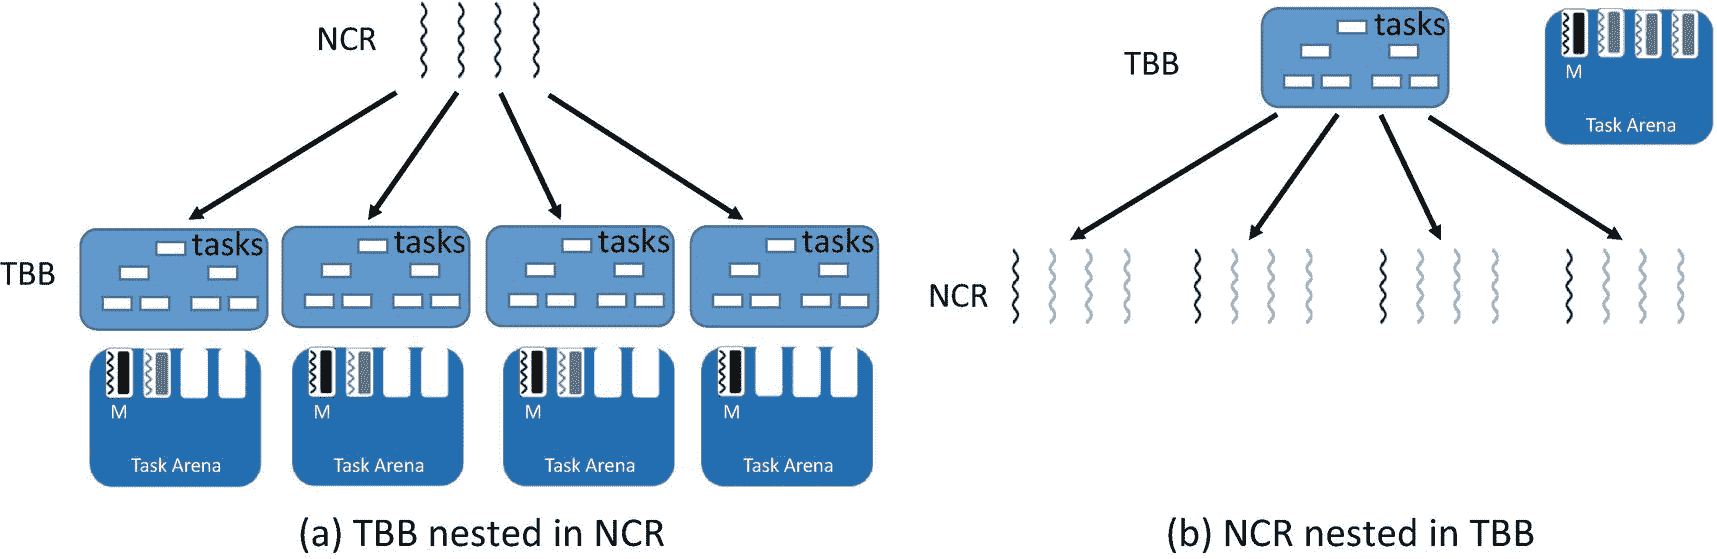 NCR
TBB
tasks
tasks
tasks
tasks
M
M
M
M
Task Arena
Task Arena
Task Arena
Task Arena
(a) TBB nested in NCR
TBB
tasks
M
Task Arena
NCR
(b) NCR nested in TBB